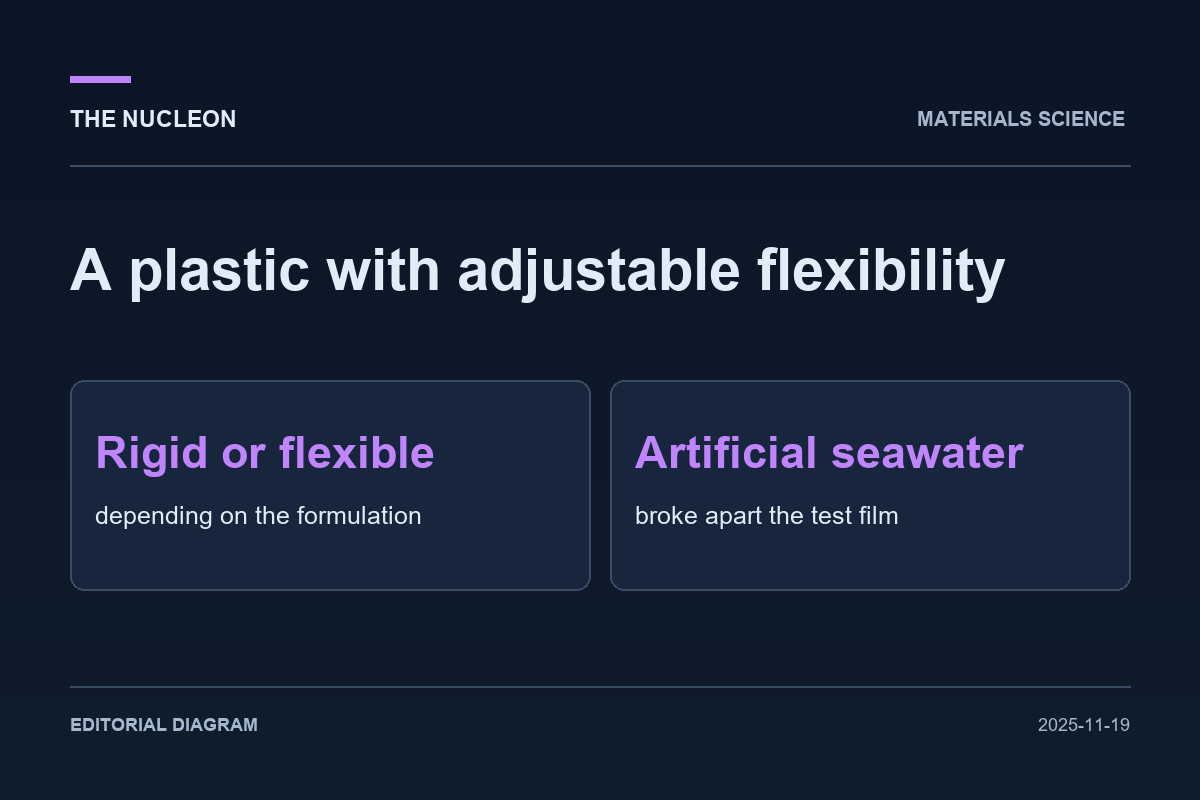 THE NUCLEON
MATERIALS SCIENCE
A plastic with adjustable flexibility
Rigid or flexible
depending on the formulation
Artificial seawater
broke apart the test film
EDITORIAL DIAGRAM
2025-11-19